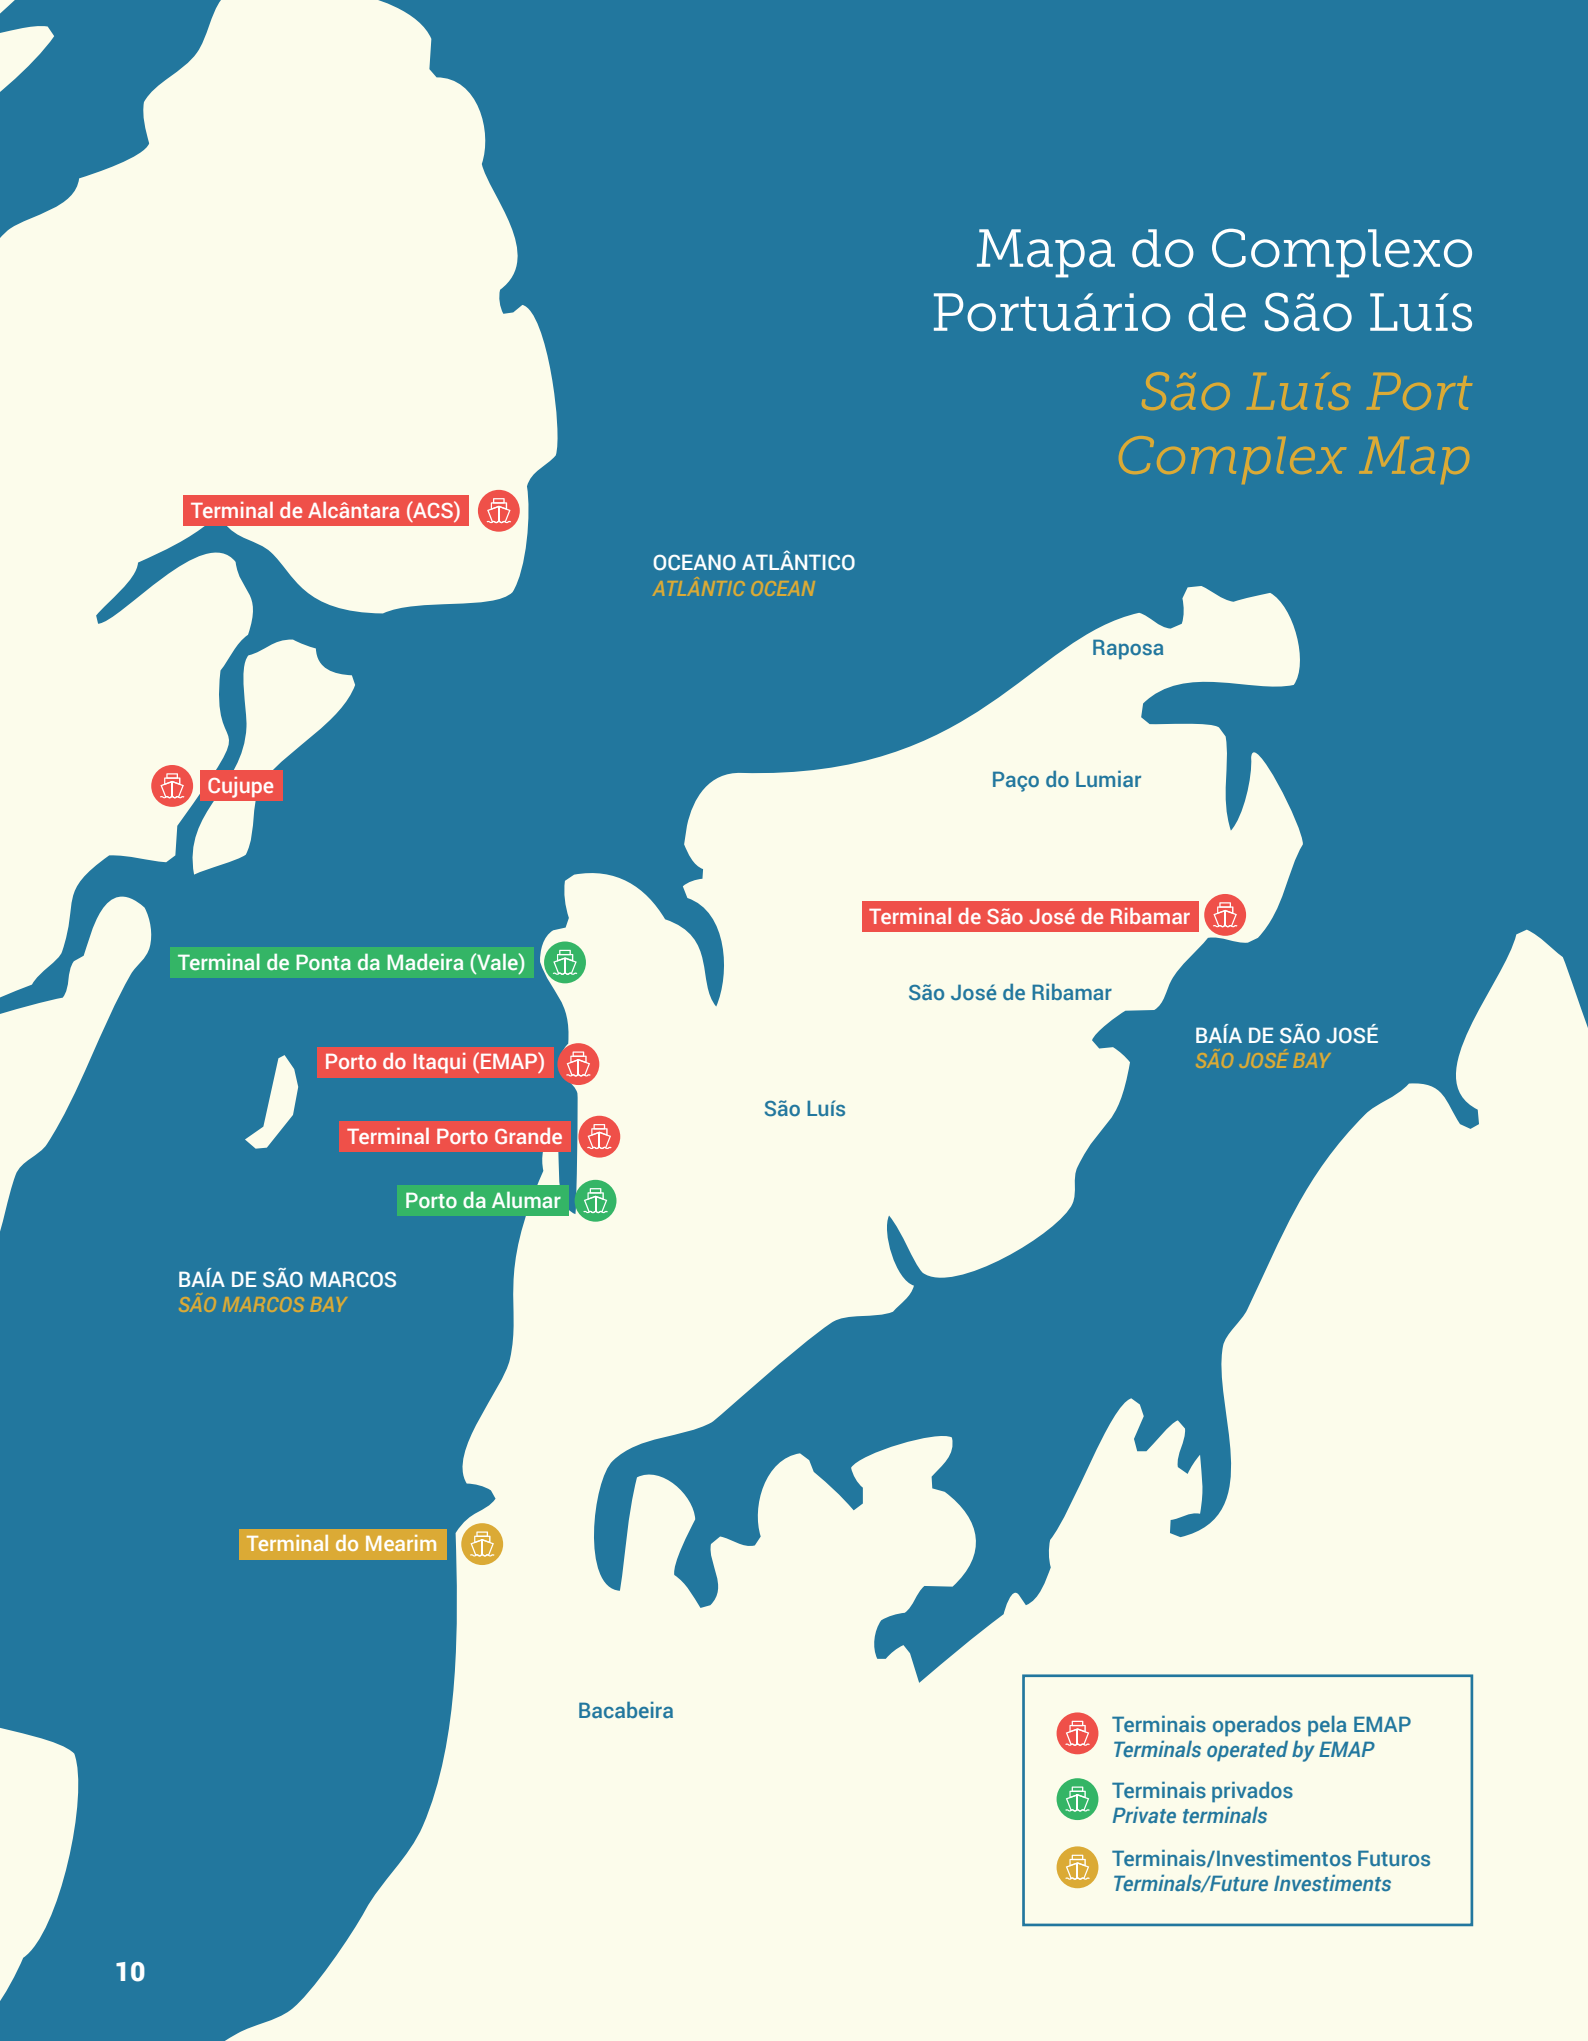 Mapa do Complexo
Portuário de São Luís
São Luís Port
Complex Map
Terminal de Alcântara (ACS)
OCEANO ATLÂNTICO
ATLÂNTIC OCEAN
Raposa
Paço do Lumiar
Cujupe
Terminal de São José de Ribamar
Terminal de Ponta da Madeira (Vale)
São José de Ribamar
BAÍA DE SÃO JOSÉ
SÃO JOSÉ BAY
Porto do Itaqui (EMAP)
São Luís
Terminal Porto Grande
Porto da Alumar
BAÍA DE SÃO MARCOS
SÃO MARCOS BAY
Terminal do Mearim
Bacabeira
Terminais operados pela EMAP
Terminals operated by EMAP
Terminais privados
Private terminals
Terminais/Investimentos Futuros
Terminals/Future Investiments
10